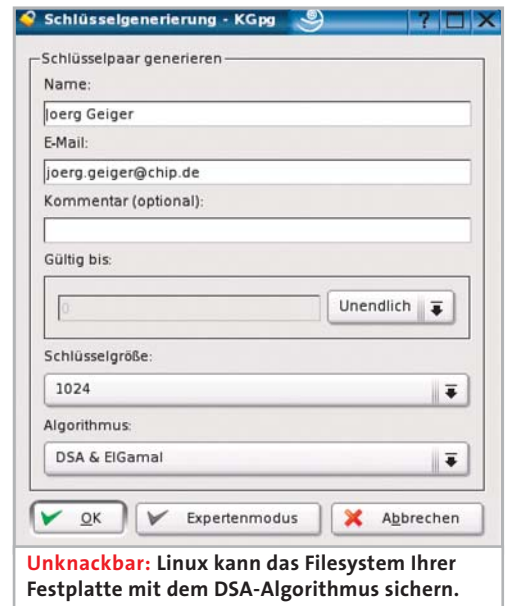 Schlüsselgenerierung - KGpg
Schlüsselpaar generieren
Name:
Joerg Geiger
E-Mail:
joerg.geiger@chip.de
Kommentar (optional):
Gültig bis:
0
Unendlich
Schlüsselgröße:
1024
Algorithmus:
DSA & ElGamal
OK
Expertenmodus
Abbrechen
Unknackbar: Linux kann das Filesystem Ihrer
Festplatte mit dem DSA-Algorithmus sichern.